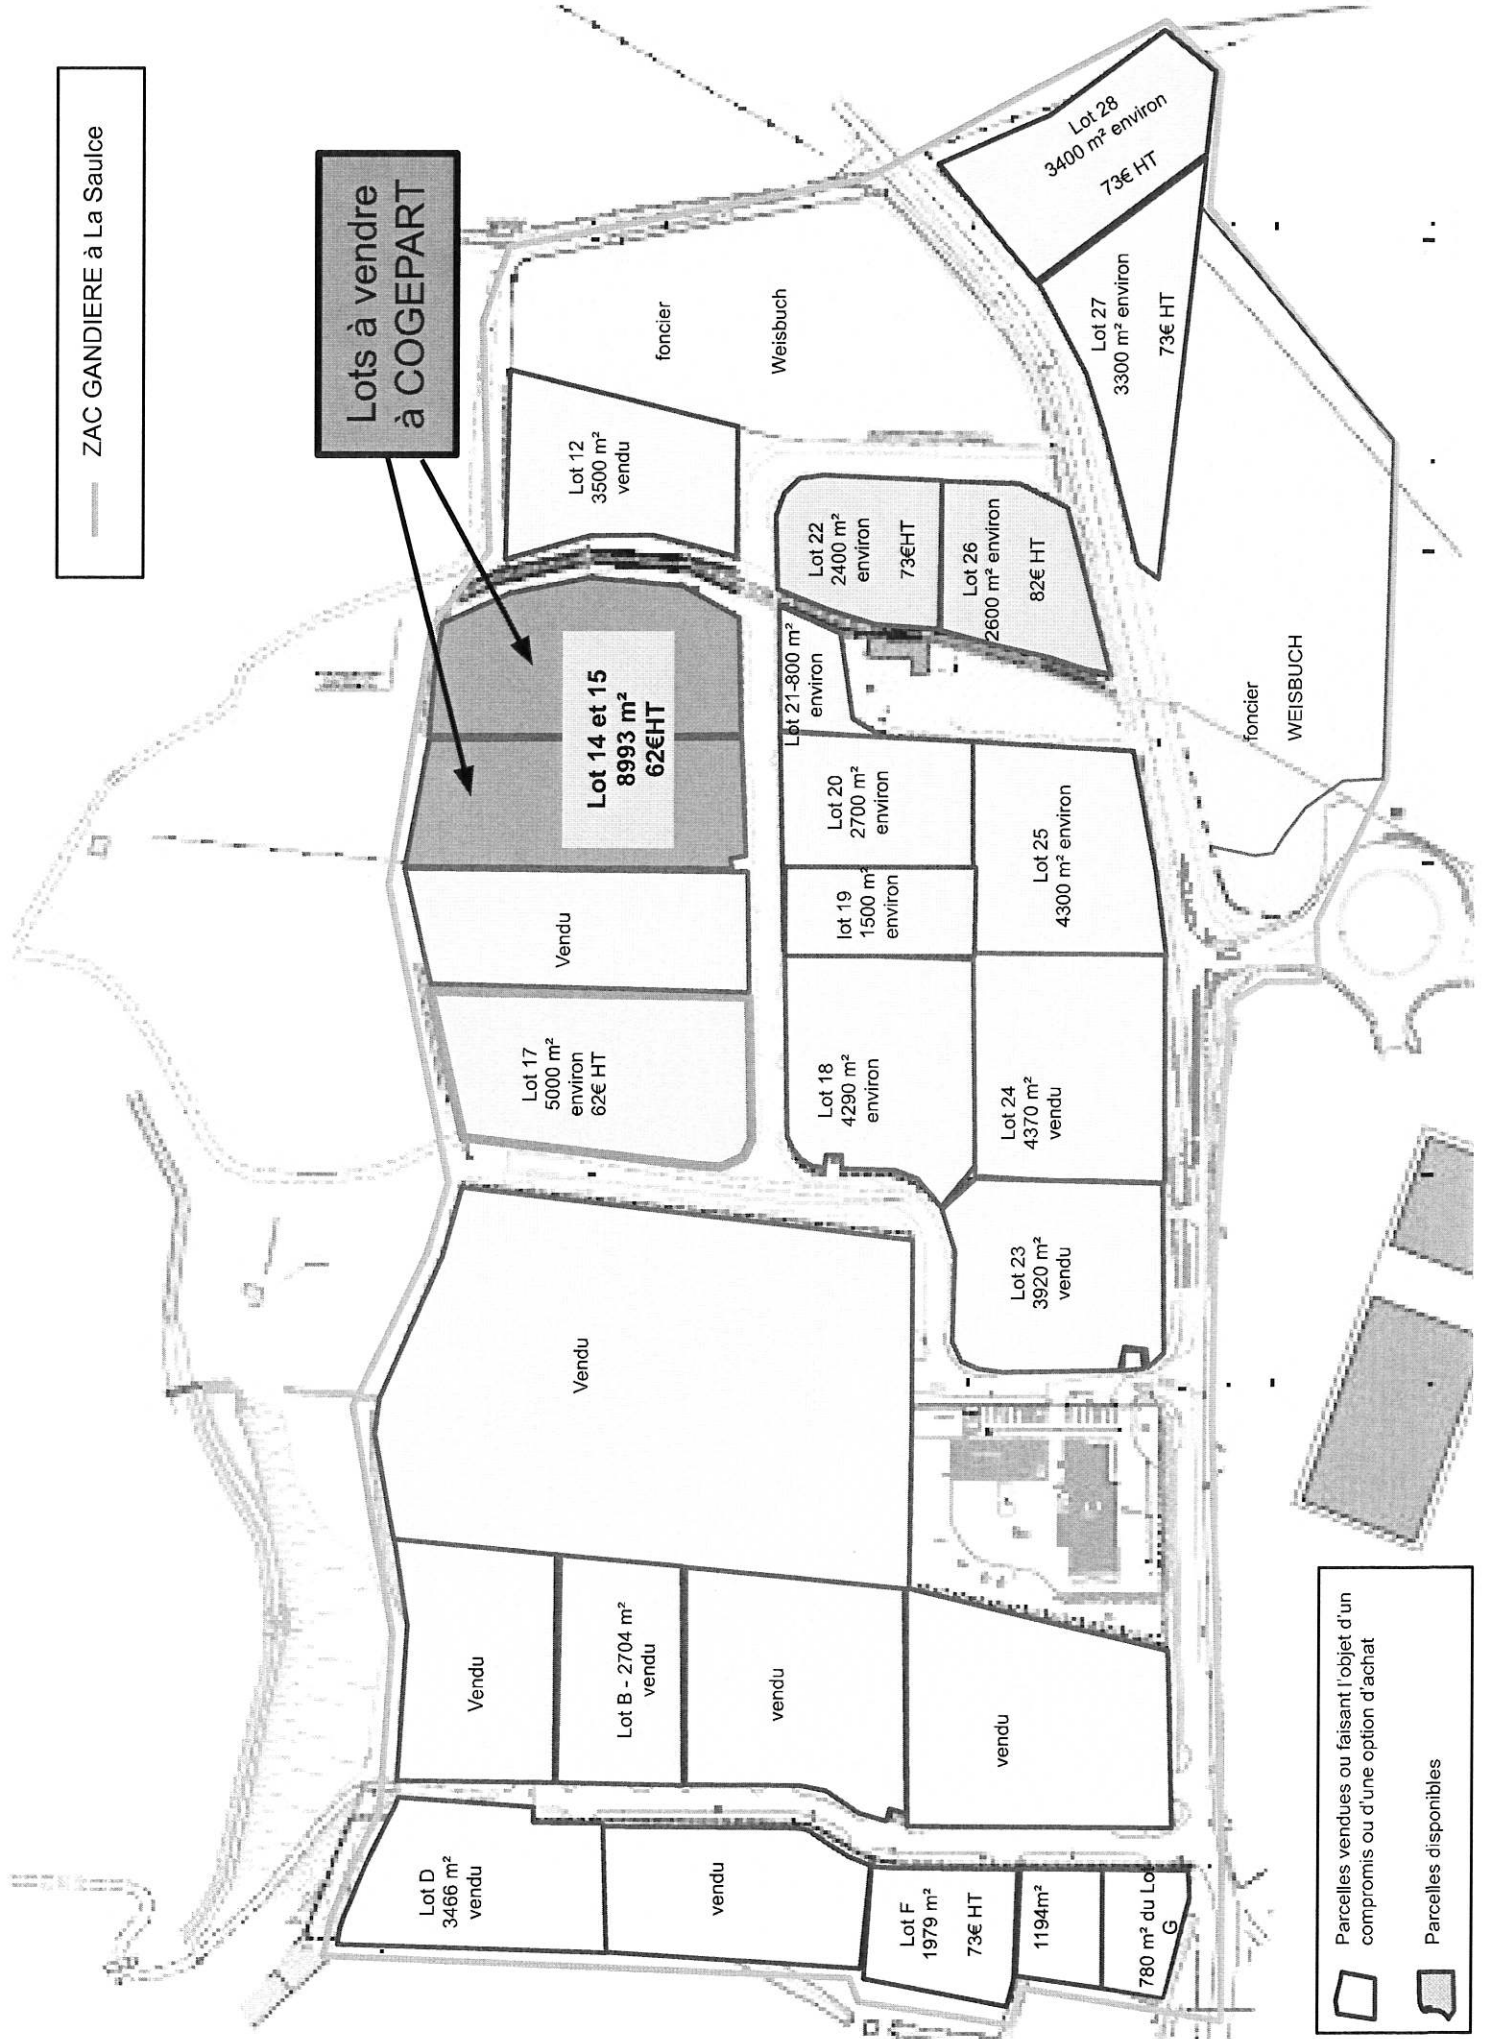 ZAC GANDIERE à La Saulce
Lots à vendre
à COGEPART
Lot D
3466 m²
vendu
vendu
Lot F
1979 m²
73€ HT
1194m²
780 m² du Lo
G
Vendu
Lot B - 2704 m²
vendu
vendu
vendu
Vendu
Lot 17
5000 m²
environ
62€ HT
Vendu
Lot 14 et 15
8993 m²
62€HT
Lot 12
3500 m²
vendu
foncier
Weisbuch
Lot 23
3920 m²
vendu
Lot 18
4290 m²
environ
Lot 24
4370 m²
vendu
lot 19
1500 m²
environ
Lot 20
2700 m²
environ
Lot 25
4300 m² environ
Lot 21-800 m²
environ
Lot 22
2400 m²
environ
73€HT
Lot 26
2600 m² environ
82€ HT
Lot 27
3300 m² environ
73€ HT
Lot 28
3400 m² environ
73€ HT
foncier
WEISBUCH
Parcelles vendues ou faisant l'objet d'un
compromis ou d'une option d'achat
Parcelles disponibles